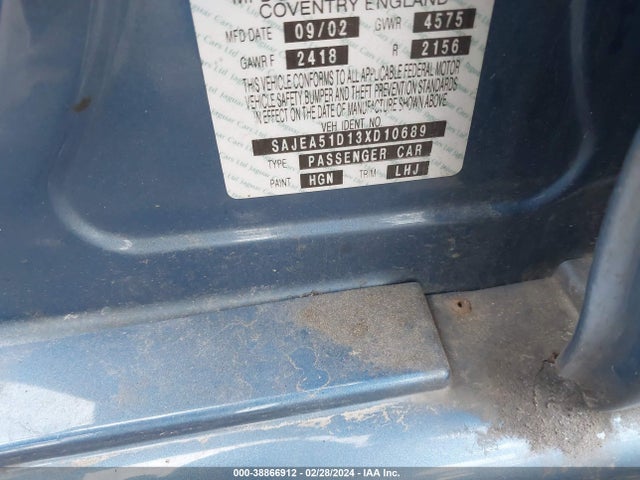 COVENTRY ENGLAND
MFD DATE 09/02 GVWR 4575
GAWR F 2418 R 2156
THIS VEHICLE CONFORMS TO ALL APPLICABLE FEDERAL MOTOR
VEHICLE SAFETY BUMPER AND THEFT PREVENTION STANDARDS
IN EFFECT ON THE DATE OF MANUFACTURE SHOWN ABOVE.
VEH IDENT NO.
SAJEA51D13XD10689
TYPE PASSENGER CAR
PAINT HGN TRIM LHJ
000-38866912 - 02/28/2024 - IAA Inc.